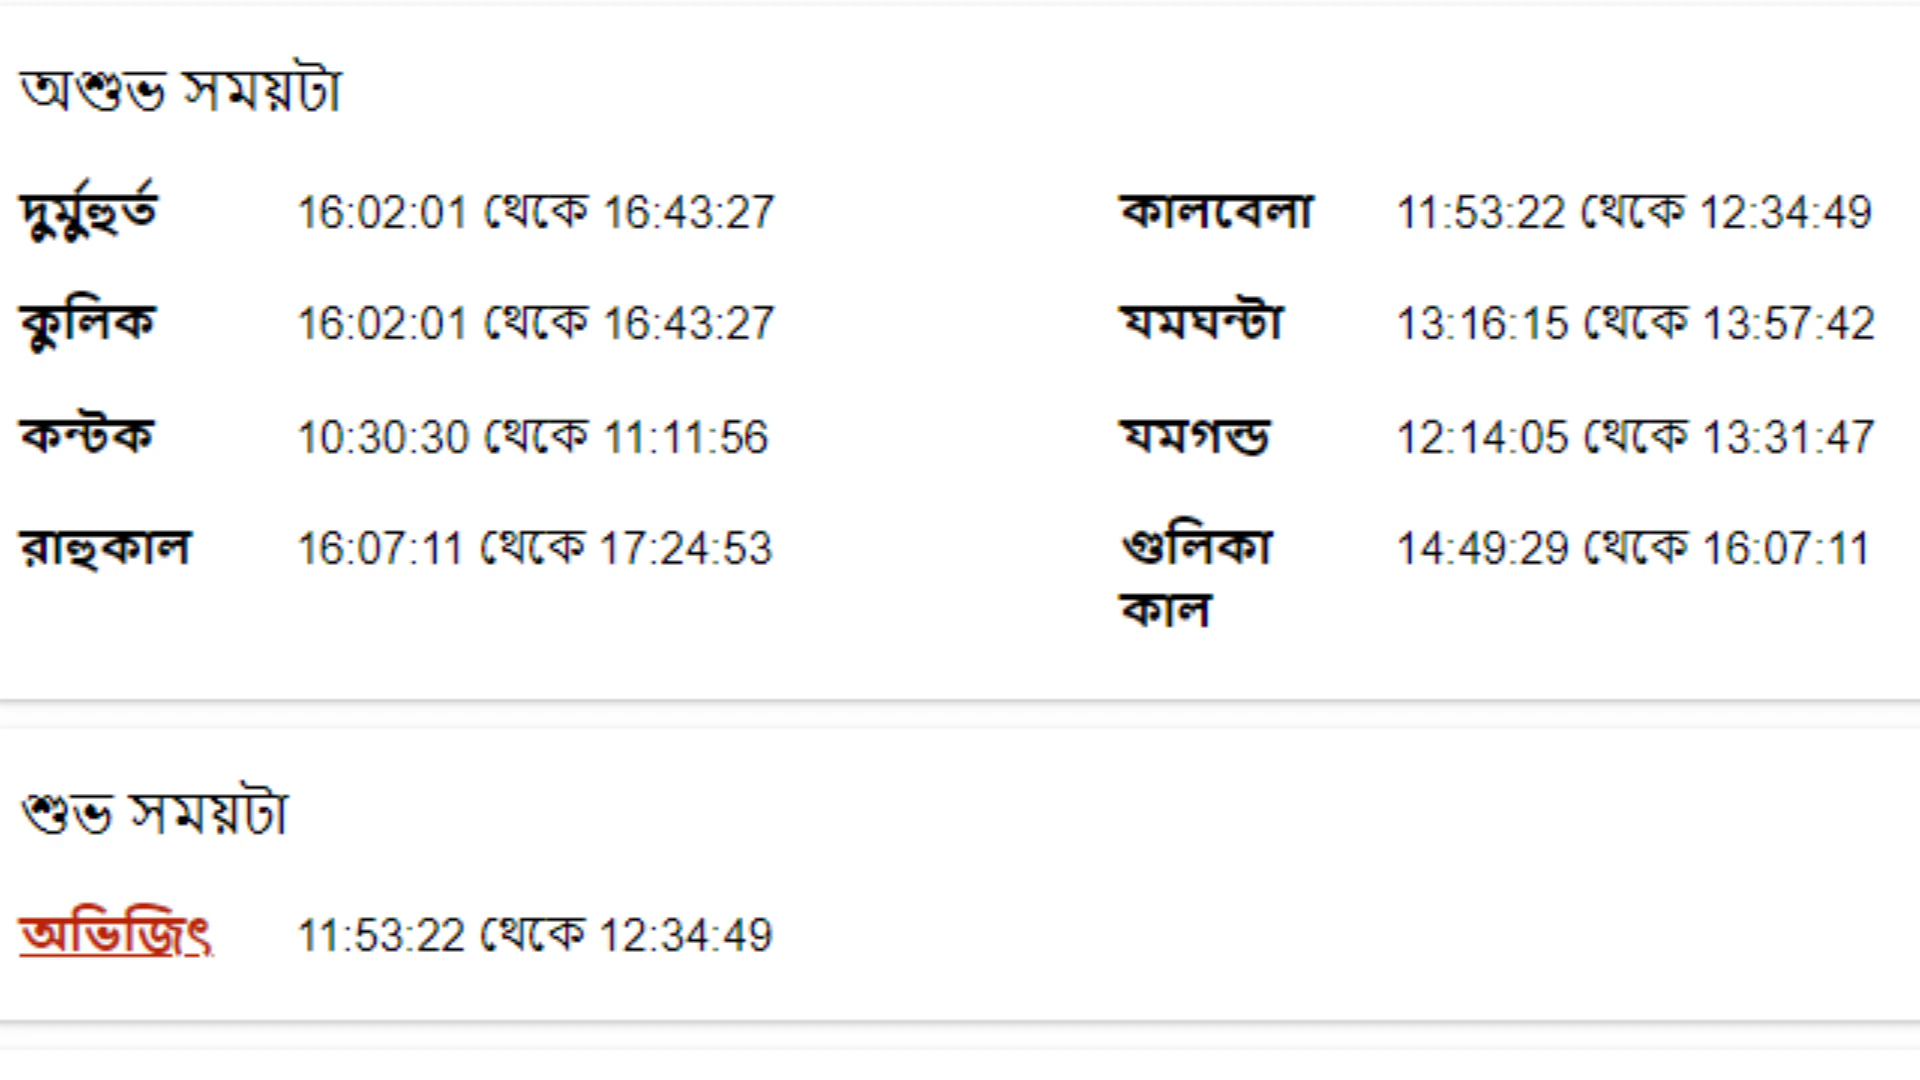 অশুভ সময়টা
দুর্মুহুর্ত 16:02:01 থেকে 16:43:27 কালবেলা 11:53:22 থেকে 12:34:49
কুলিক 16:02:01 থেকে 16:43:27 যমঘন্টা 13:16:15 থেকে 13:57:42
কন্টক 10:30:30 থেকে 11:11:56 যমগন্ড 12:14:05 থেকে 13:31:47
রাহুকাল 16:07:11 থেকে 17:24:53 গুলিকা 14:49:29 থেকে 16:07:11
কাল
শুভ সময়টা
অভিজিৎ 11:53:22 থেকে 12:34:49